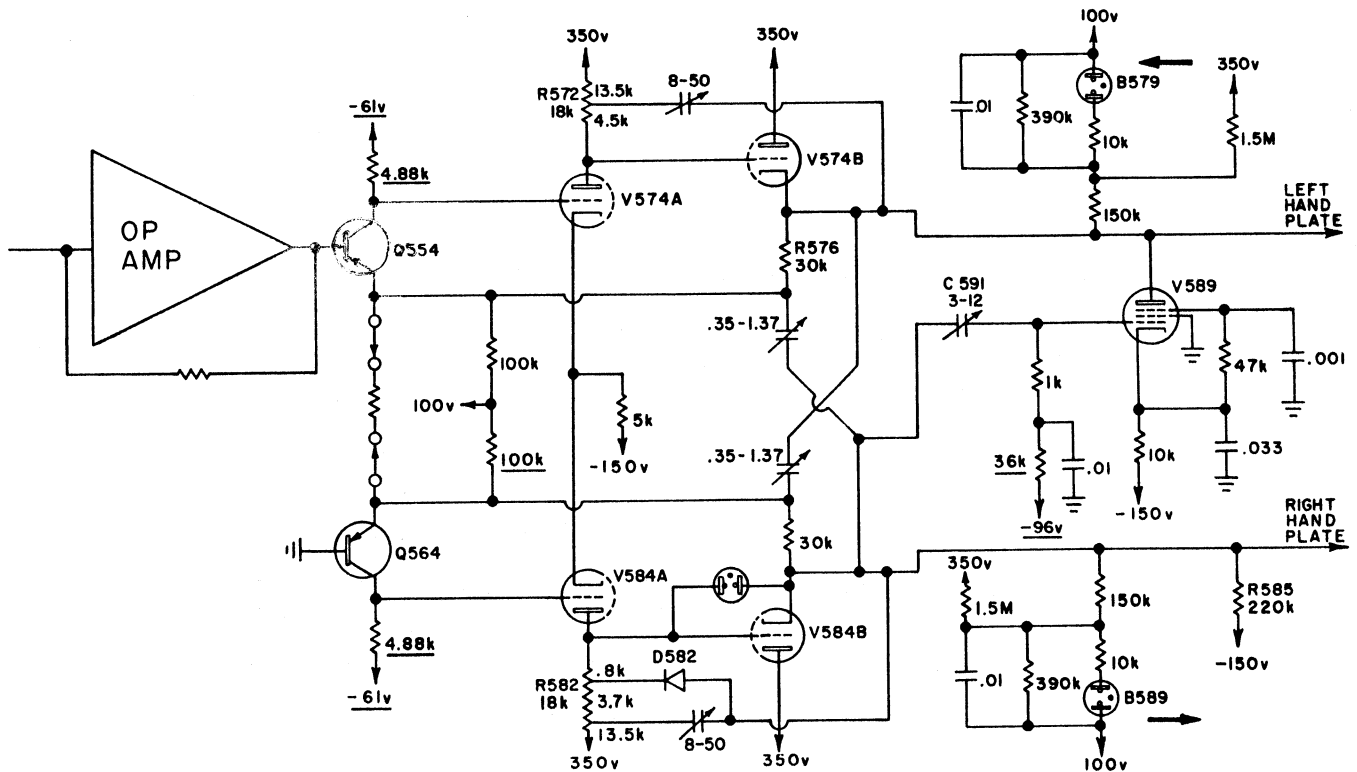 350v
350v
100v
8-50
R572
18k
13.5k
4.5k
-61v
4.88k
B579
350v
.01
390k
10k
1.5M
V574B
V574A
150k
LEFT
HAND
PLATE
OP
AMP
Q554
R576
30k
C 591
3-12
V589
.35-1.37
100k
100v
100k
5k
-150v
1k
47k
.001
.35-1.37
36k
.01
10k
.033
-96v
-150v
RIGHT
HAND
PLATE
Q564
30k
V584A
350v
1.5M
150k
R585
220k
4.88k
V584B
10k
-150v
D582
.8k
R582
18k
3.7k
13.5k
8-50
.01
390k
B589
-61v
350v
350v
100v